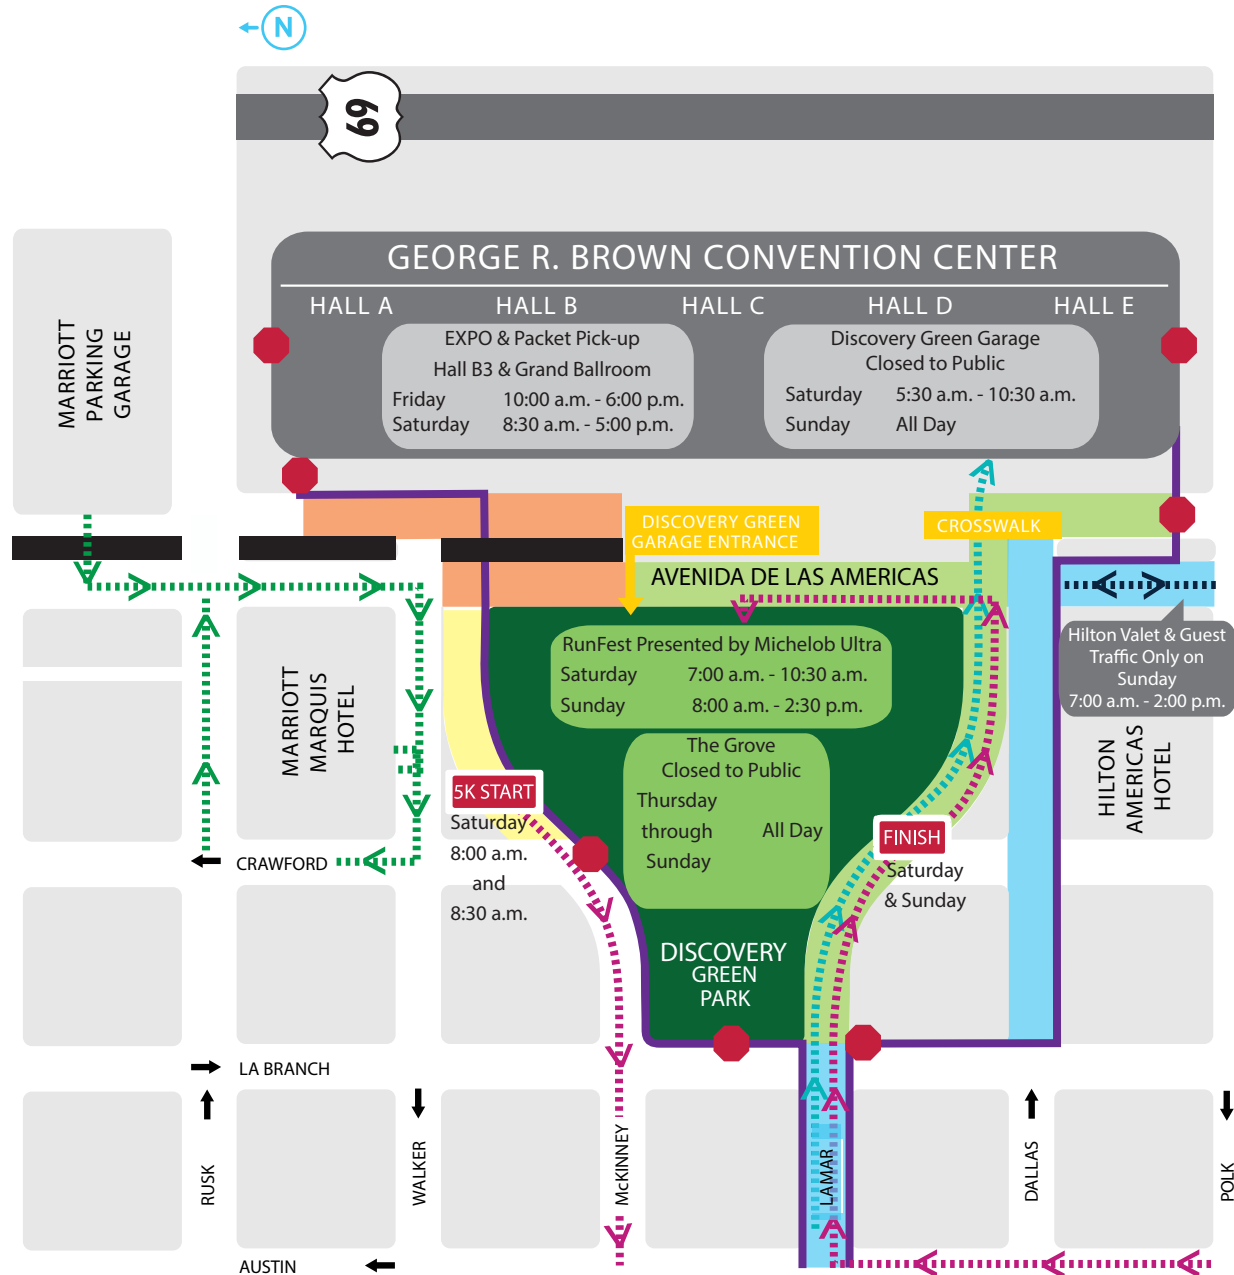 N
69
GEORGE R. BROWN CONVENTION CENTER
HALL A
HALL B
HALL C
HALL D
HALL E
EXPO & Packet Pick-up
Hall B3 & Grand Ballroom
Friday 10:00 a.m. - 6:00 p.m.
Saturday 8:30 a.m. - 5:00 p.m.
Discovery Green Garage
Closed to Public
Saturday 5:30 a.m. - 10:30 a.m.
Sunday All Day
MARRIOTT
PARKING
GARAGE
DISCOVERY GREEN
GARAGE ENTRANCE
CROSSWALK
AVENIDA DE LAS AMERICAS
RunFest Presented by Michelob Ultra
Saturday 7:00 a.m. - 10:30 a.m.
Sunday 8:00 a.m. - 2:30 p.m.
Hilton Valet & Guest
Traffic Only on
Sunday
7:00 a.m. - 2:00 p.m.
MARRIOTT
MARQUIS
HOTEL
HILTON
AMERICAS
HOTEL
The Grove
Closed to Public
Thursday
through All Day
Sunday
5K START
Saturday
8:00 a.m.
and
8:30 a.m.
FINISH
Saturday
& Sunday
CRAWFORD
DISCOVERY
GREEN
PARK
LA BRANCH
RUSK
WALKER
McKINNEY
LAMAR
DALLAS
POLK
AUSTIN